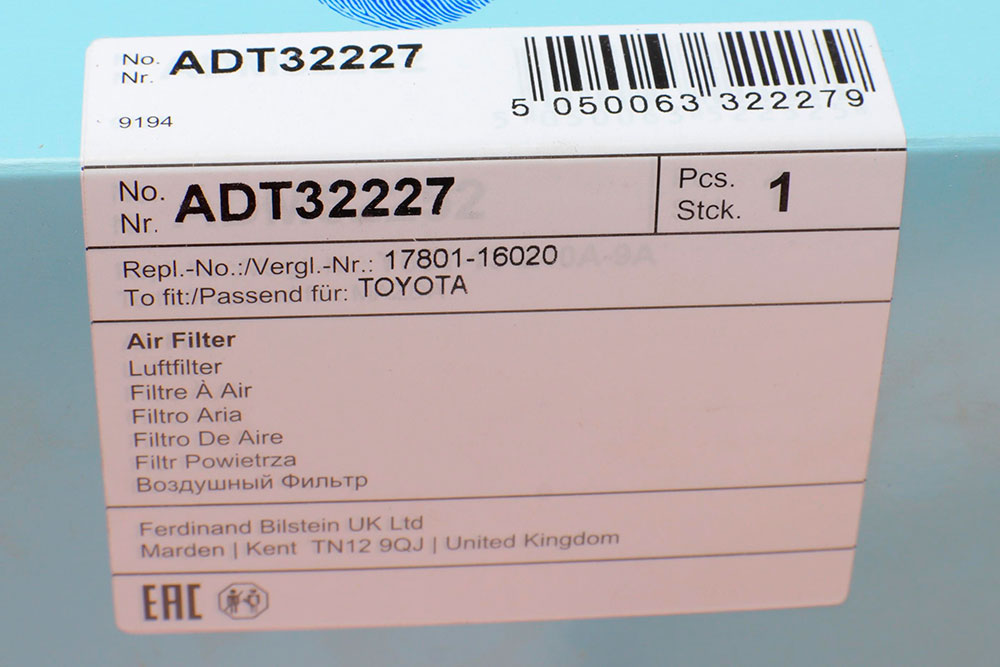 No.
Nr. ADT32227
9194
5 050063 322279
No.
Nr. ADT32227
Pcs.
Stck. 1
Repl.-No.:/Vergl.-Nr.: 17801-16020
To fit:/Passend für: TOYOTA
Air Filter
Luftfilter
Filtre À Air
Filtro Aria
Filtro De Aire
Filtr Powietrza
Воздушный Фильтр
Ferdinand Bilstein UK Ltd
Marden | Kent TN12 9QJ | United Kingdom
EAC